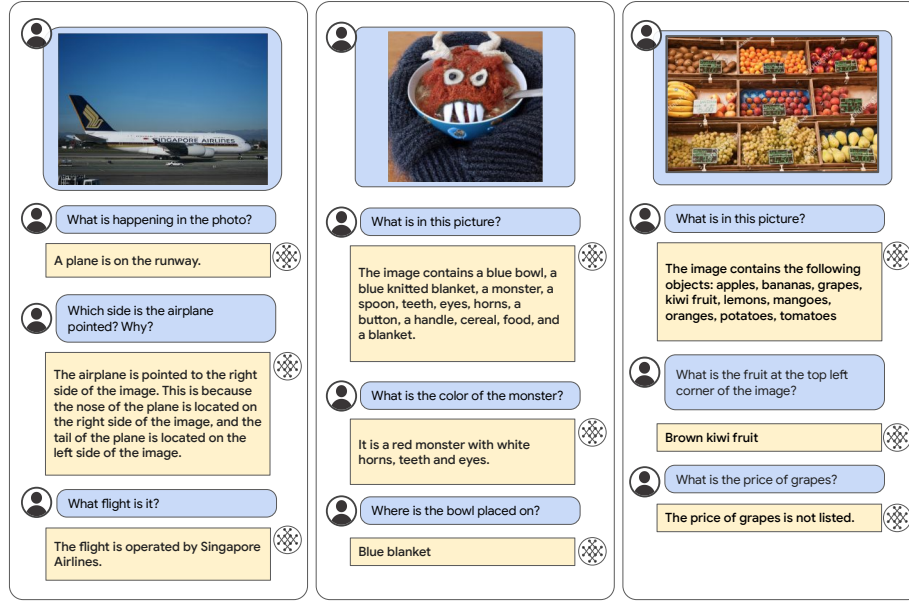 SINGAPORE AIRLINES
What is happening in the photo?
A plane is on the runway.
Which side is the airplane
pointed? Why?
The airplane is pointed to the right
side of the image. This is because
the nose of the plane is located on
the right side of the image, and the
tail of the plane is located on the
left side of the image.
What flight is it?
The flight is operated by Singapore
Airlines.
What is in this picture?
The image contains a blue bowl, a
blue knitted blanket, a monster, a
spoon, teeth, eyes, horns, a
button, a handle, cereal, food, and
a blanket.
What is the color of the monster?
It is a red monster with white
horns, teeth and eyes.
Where is the bowl placed on?
Blue blanket
What is in this picture?
The image contains the following
objects: apples, bananas, grapes,
kiwi fruit, lemons, mangoes,
oranges, potatoes, tomatoes
What is the fruit at the top left
corner of the image?
Brown kiwi fruit
What is the price of grapes?
The price of grapes is not listed.